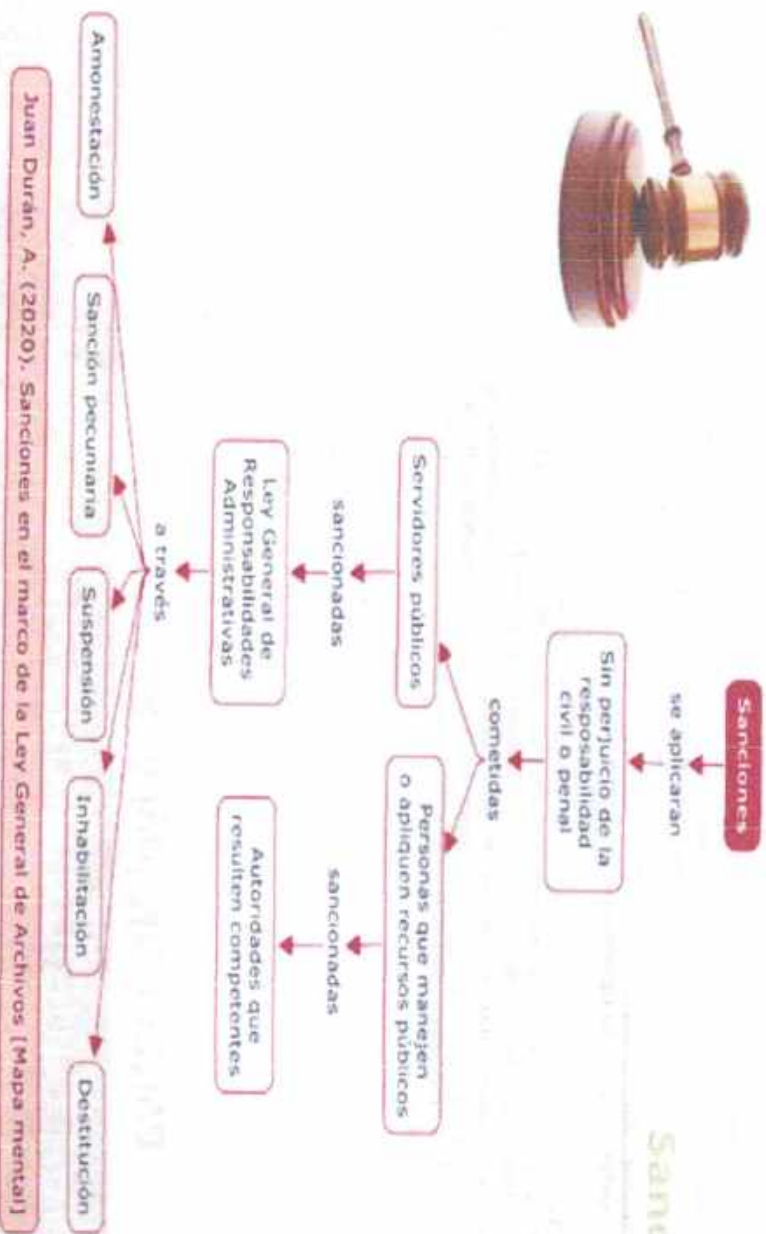 Sanciones
se aplicarán
Sin perjuicio de la
resposabilidad
civil o penal
cometidas
Servidores públicos
Personas que manejen
o apliquen recursos públicos
sancionadas
sancionadas
Ley General de
Responsabilidades
Administrativas
Autoridades que
resulten competentes
a través
Amonestación
Sanción pecuniaria
Suspensión
Inhabilitación
Destitución
Juan Durán, A. (2020). Sanciones en el marco de la Ley General de Archivos [Mapa mental]